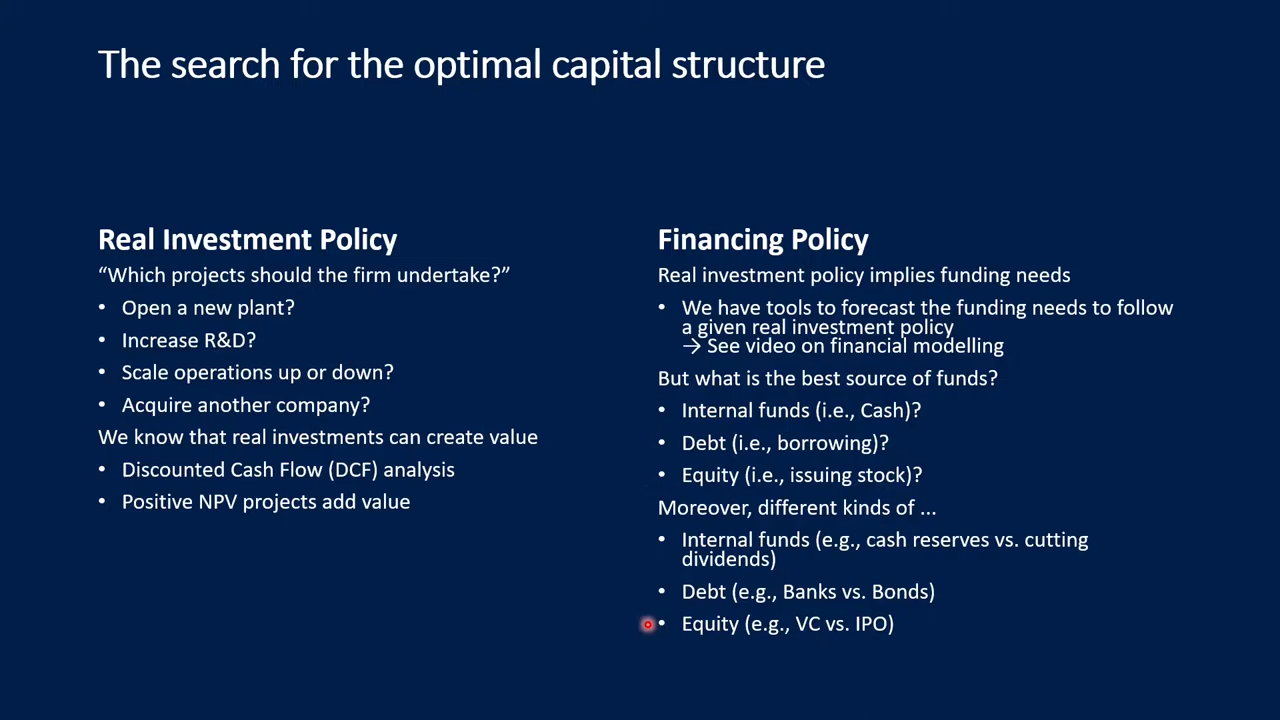 The search for the optimal capital structure
Real Investment Policy
“Which projects should the firm undertake?”
• Open a new plant?
• Increase R&D?
• Scale operations up or down?
• Acquire another company?
We know that real investments can create value
• Discounted Cash Flow (DCF) analysis
• Positive NPV projects add value
Financing Policy
Real investment policy implies funding needs
• We have tools to forecast the funding needs to follow
a given real investment policy
→ See video on financial modelling
But what is the best source of funds?
• Internal funds (i.e., Cash)?
• Debt (i.e., borrowing)?
• Equity (i.e., issuing stock)?
Moreover, different kinds of ...
• Internal funds (e.g., cash reserves vs. cutting
dividends)
• Debt (e.g., Banks vs. Bonds)
• Equity (e.g., VC vs. IPO)